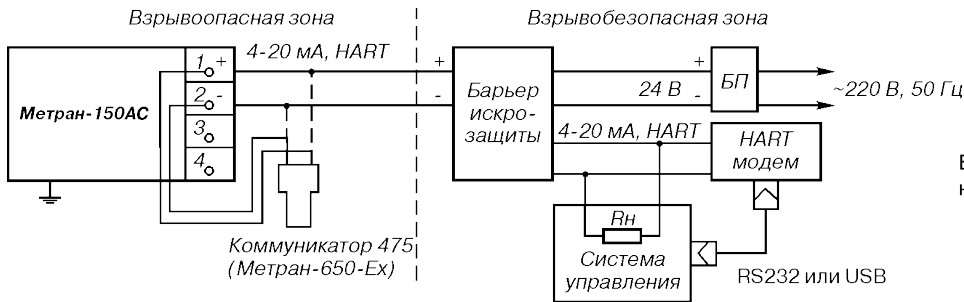 Взрывоопасная зона
Взрывобезопасная зона
1 +
4-20 мА, HART
+
+
Метран-150АС
2 -
-
Барьер
искро-
защиты
24 В
-
БП
~220 В, 50 Гц
3
4
4-20 мА, HART
HART
модем
Rн
Коммуникатор 475
(Метран-650-Ех)
Система
управления
RS232 или USB